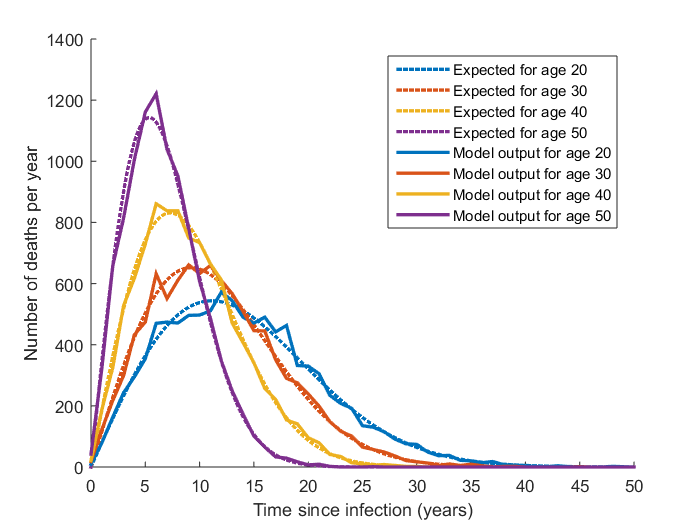 1400
1200
1000
800
600
400
200
0
Number of deaths per year
Expected for age 20
Expected for age 30
Expected for age 40
Expected for age 50
Model output for age 20
Model output for age 30
Model output for age 40
Model output for age 50
0 5 10 15 20 25 30 35 40 45 50
Time since infection (years)